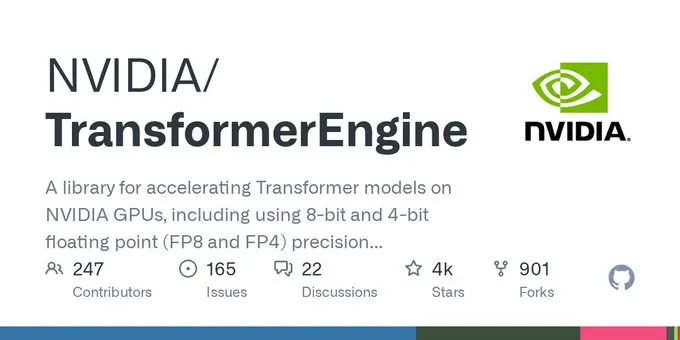 NVIDIA/
TransformerEngine
NVIDIA.
A library for accelerating Transformer models on
NVIDIA GPUs, including using 8-bit and 4-bit
floating point (FP8 and FP4) precision...
247 165 22 4k 901
Contributors Issues Discussions Stars Forks